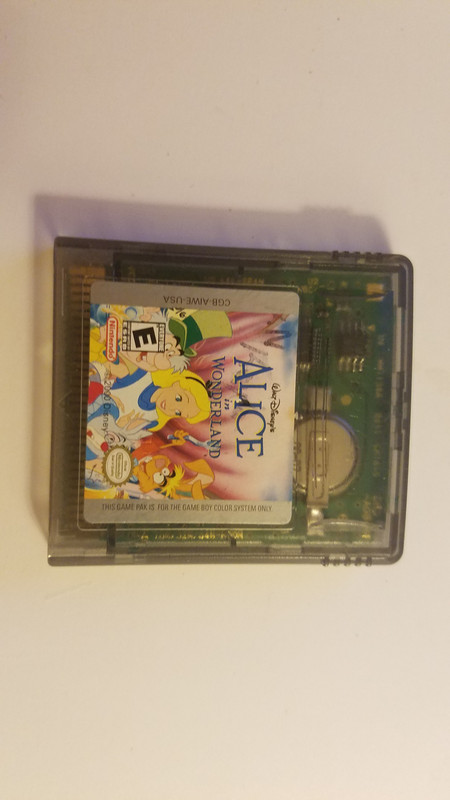 CGB-AIWE-USA
WALT DISNEY'S
ALICE
in
WONDERLAND
E
Nintendo
©2000 Disney
THIS GAME PAK IS FOR THE GAME BOY COLOR SYSTEM ONLY.